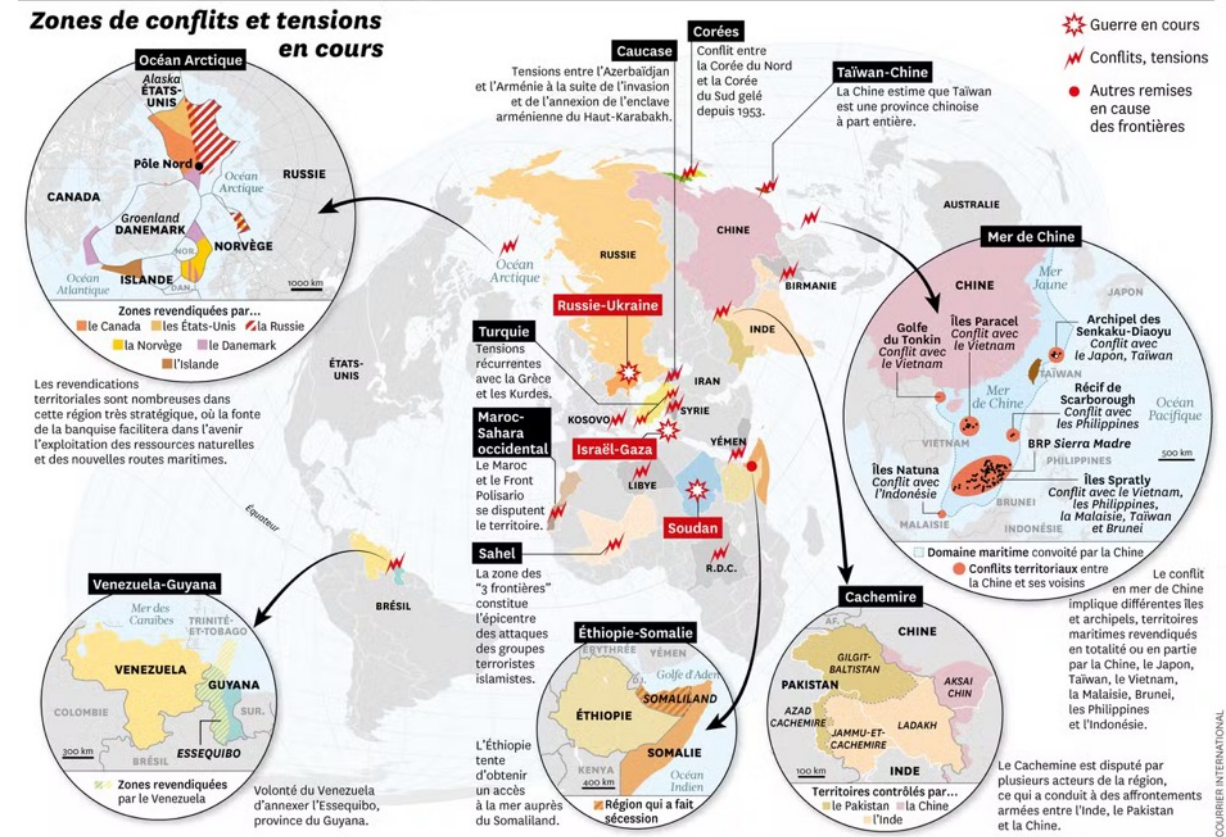 Zones de conflits et tensions
en cours
Guerre en cours
Conflits, tensions
Autres remises
en cause
des frontières
Océan Arctique
Alaska
ÉTATS-
UNIS
Pôle Nord
Océan
Arctique
RUSSIE
CANADA
Groenland
DANEMARK
NOR.
NORVÈGE
Océan
Atlantique
ISLANDE
DAN.
1000 km
Zones revendiquées par...
le Canada
les États-Unis
la Russie
la Norvège
le Danemark
l'Islande
Les revendications
territoriales sont nombreuses dans
cette région très stratégique, où la fonte
de la banquise facilitera dans l'avenir
l'exploitation des ressources naturelles
et des nouvelles routes maritimes.
Caucase
Tensions entre l'Azerbaïdjan
et l'Arménie à la suite de l'invasion
et de l'annexion de l'enclave
arménienne du Haut-Karabakh.
Corées
Conflit entre
la Corée du Nord
et la Corée
du Sud gelé
depuis 1953.
Taïwan-Chine
La Chine estime que Taïwan
est une province chinoise
à part entière.
Océan
Arctique
RUSSIE
CHINE
AUSTRALIE
BIRMANIE
INDE
Russie-Ukraine
Turquie
Tensions
récurrentes
avec la Grèce
et les Kurdes.
ÉTATS-
UNIS
IRAN
KOSOVO
SYRIE
Israël-Gaza
YÉMEN
LIBYE
Maroc-
Sahara
occidental
Le Maroc
et le Front
Polisario
se disputent
le territoire.
Soudan
R.D.C.
Sahel
La zone des
"3 frontières"
constitue
l'épicentre
des attaques
des groupes
terroristes
islamistes.
Équateur
BRÉSIL
Mer de Chine
CHINE
Mer
Jaune
JAPON
Golfe
du Tonkin
Conflit avec
le Vietnam
Îles Paracel
Conflit avec
le Vietnam
Archipel des
Senkaku-Diaoyu
Conflit avec
le Japon, Taïwan
TAÏWAN
Mer
de Chine
Récif de
Scarborough
Conflit avec
les Philippines
Océan
Pacifique
VIETNAM
BRP Sierra Madre
PHILIPPINES
500 km
Îles Natuna
Conflit avec
l'Indonésie
Îles Spratly
Conflit avec le Vietnam,
les Philippines,
la Malaisie, Taïwan
et Brunei
BRUNEI
MALAISIE
INDONÉSIE
Domaine maritime convoité par la Chine
Conflits territoriaux entre
la Chine et ses voisins
Le conflit
en mer de Chine
implique différentes îles
et archipels, territoires
maritimes revendiqués
en totalité ou en partie
par la Chine, le Japon,
Taïwan, le Vietnam,
la Malaisie, Brunei,
les Philippines
et l'Indonésie.
Venezuela-Guyana
Mer des
Caraïbes
TRINITÉ-
ET-TOBAGO
VENEZUELA
GUYANA
COLOMBIE
SUR.
ESSEQUIBO
300 km
BRÉSIL
Zones revendiquées
par le Venezuela
Volonté du Venezuela
d'annexer l'Essequibo,
province du Guyana.
Éthiopie-Somalie
ÉRYTHRÉE
YÉMEN
DJ.
Golfe d'Aden
SOMALILAND
ÉTHIOPIE
SOMALIE
KENYA
400 km
Océan
Indien
Région qui a fait
sécession
L'Éthiopie
tente
d'obtenir
un accès
à la mer auprès
du Somaliland.
Cachemire
AF.
CHINE
GILGIT-
BALTISTAN
PAKISTAN
AKSAI
CHIN
AZAD
CACHEMIRE
LADAKH
JAMMU-ET-
CACHEMIRE
100 km
INDE
Territoires contrôlés par...
le Pakistan
la Chine
l'Inde
Le Cachemine est disputé par
plusieurs acteurs de la région,
ce qui a conduit à des affrontements
armées entre l'Inde, le Pakistan
et la Chine.
COURRIER INTERNATIONAL